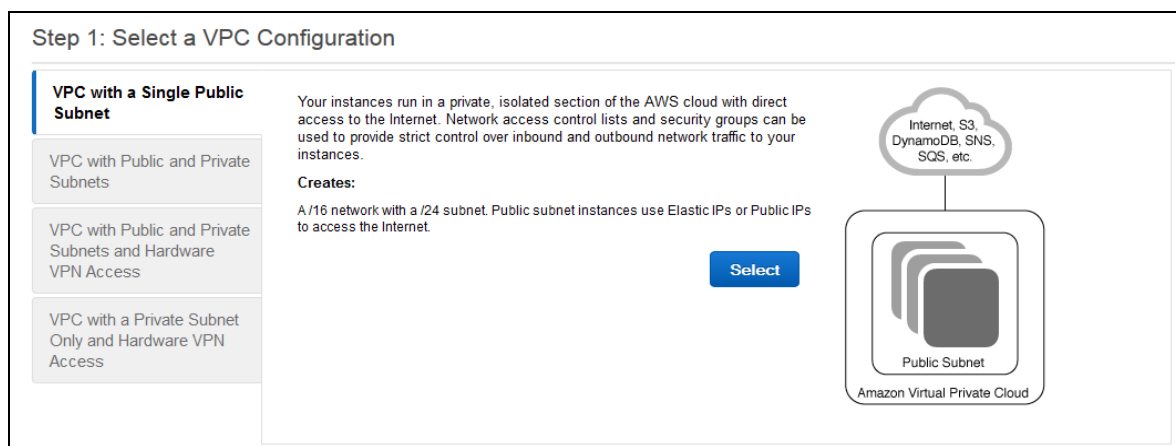 Step 1: Select a VPC Configuration
VPC with a Single Public
Subnet
VPC with Public and Private
Subnets
VPC with Public and Private
Subnets and Hardware
VPN Access
VPC with a Private Subnet
Only and Hardware VPN
Access
Your instances run in a private, isolated section of the AWS cloud with direct
access to the Internet. Network access control lists and security groups can be
used to provide strict control over inbound and outbound network traffic to your
instances.
Creates:
A /16 network with a /24 subnet. Public subnet instances use Elastic IPs or Public IPs
to access the Internet.
Select
Internet, S3,
DynamoDB, SNS,
SQS, etc.
Public Subnet
Amazon Virtual Private Cloud